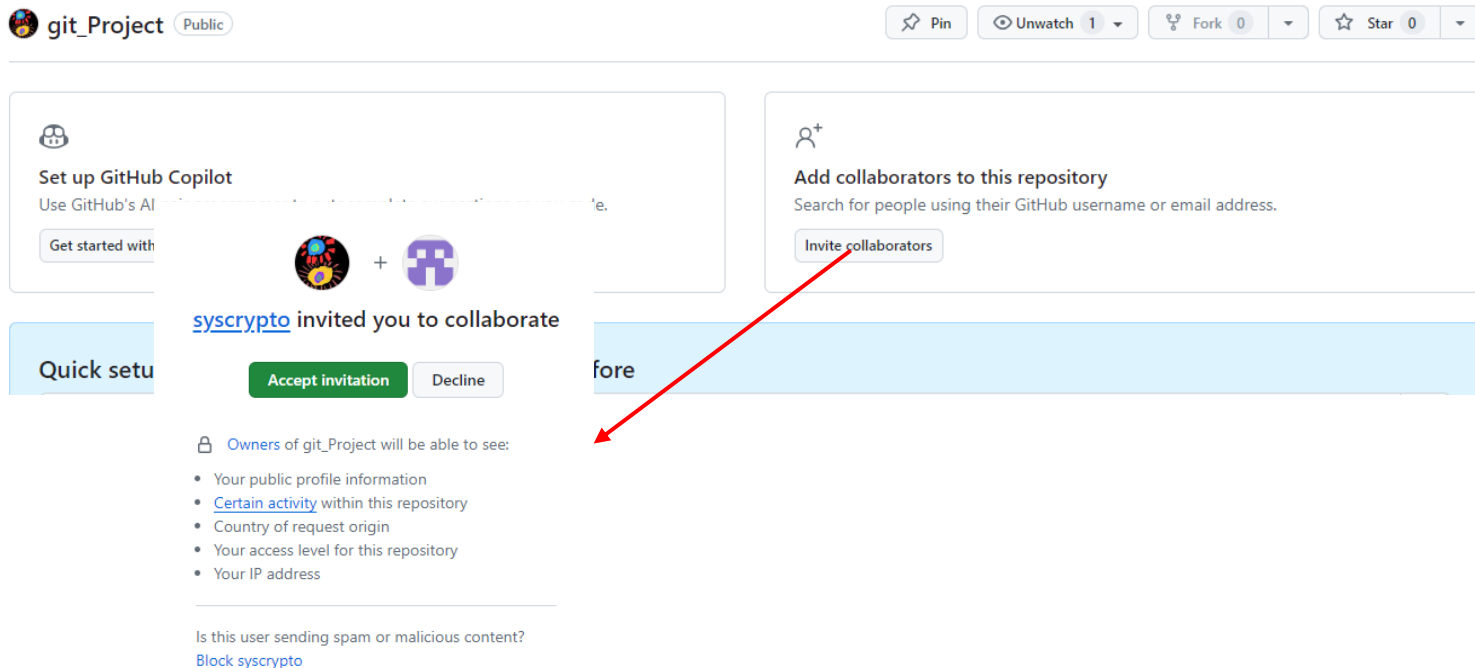 git_Project Public
Pin
Unwatch 1
Fork 0
Star 0
Set up GitHub Copilot
Use GitHub's AI
Get started with
Add collaborators to this repository
Search for people using their GitHub username or email address.
Invite collaborators
+
syscrypto invited you to collaborate
Quick setu
fore
Accept invitation
Decline
Owners of git_Project will be able to see:
• Your public profile information
• Certain activity within this repository
• Country of request origin
• Your access level for this repository
• Your IP address
Is this user sending spam or malicious content?
Block syscrypto